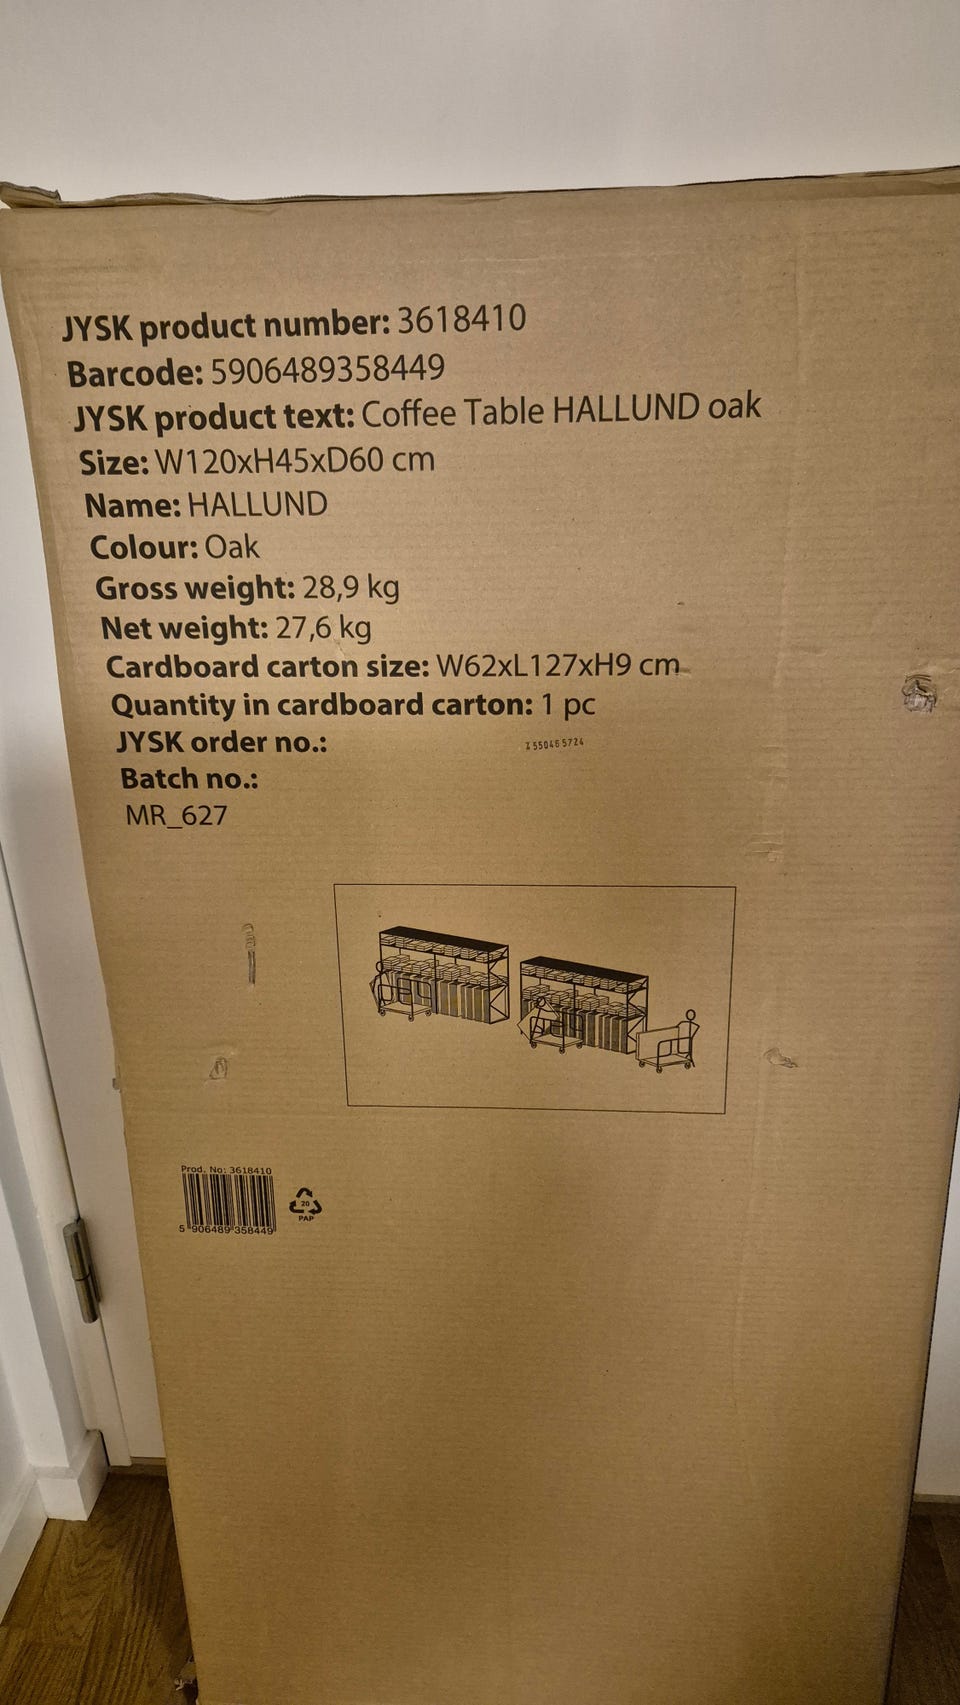 JYSK product number: 3618410
Barcode: 5906489358449
JYSK product text: Coffee Table HALLUND oak
Size: W120xH45xD60 cm
Name: HALLUND
Colour: Oak
Gross weight: 28,9 kg
Net weight: 27,6 kg
Cardboard carton size: W62xL127xH9 cm
Quantity in cardboard carton: 1 pc
JYSK order no.:
Batch no.:
MR_627
Prod. No: 3618410
5 906489 358449
20
PAP